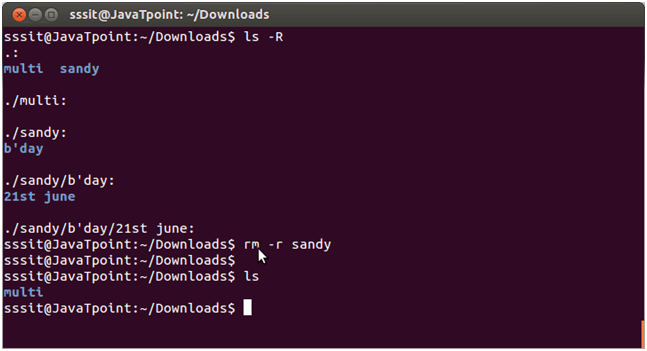 sssit@JavaTpoint: ~/Downloads
sssit@JavaTpoint:~/Downloads$ ls -R
.:
multi  sandy

./multi:

./sandy:
b'day

./sandy/b'day:
21st june

./sandy/b'day/21st june:
sssit@JavaTpoint:~/Downloads$ rm -r sandy
sssit@JavaTpoint:~/Downloads$
sssit@JavaTpoint:~/Downloads$ ls
multi
sssit@JavaTpoint:~/Downloads$